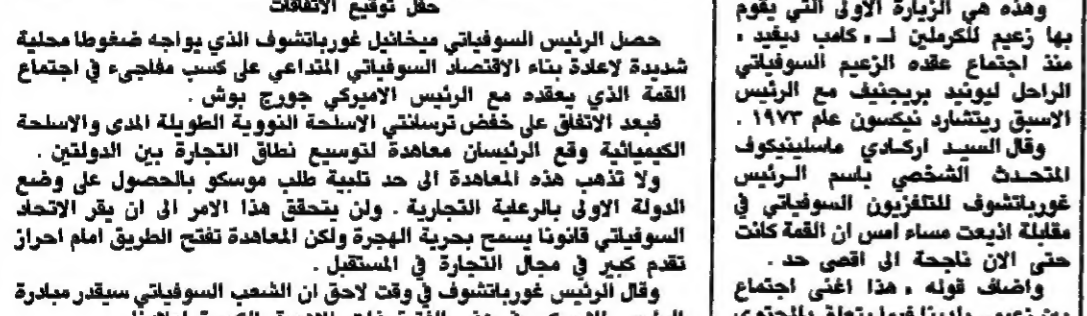 وهذه هي الزيارة الاولى التي يقوم
بها زعيم للكرملين لـ « كامب ديفيد »
منذ اجتماع عقده الزعيم السوفياتي
الراحل ليونيد بريجنيف مع الرئيس
الاسبق ريتشارد نيكسون عام ١٩٧٣ .
وقال السيد اركادي ماسلينيكوف
المتحدث الشخصي باسم الرئيس
غورباتشوف للتلفزيون السوفياتي في
مقابلة اذيعت مساء امس ان القمة كانت
حتى الان ناجحة الى اقصى حد .
واضاف قوله « هذا اغنى اجتماع
بين زعيمي بلدينا فيما يتعلق بالمحتوى
حفل توقيع الاتفاقات
حصل الرئيس السوفياتي ميخائيل غورباتشوف الذي يواجه ضغوطا محلية
شديدة لاعادة بناء الاقتصاد السوفياتي المتداعي على كسب مفاجىء في اجتماع
القمة الذي يعقده مع الرئيس الاميركي جورج بوش .
فبعد الاتفاق على خفض ترسانتي الاسلحة النووية الطويلة المدى والاسلحة
الكيميائية وقع الرئيسان معاهدة لتوسيع نطاق التجارة بين الدولتين .
ولا تذهب هذه المعاهدة الى حد تلبية طلب موسكو بالحصول على وضع
الدولة الاولى بالرعاية التجارية . ولن يتحقق هذا الامر الى ان يقر الاتحاد
السوفياتي قانونا يسمح بحرية الهجرة ولكن المعاهدة تفتح الطريق امام احراز
تقدم كبير في مجال التجارة في المستقبل .
وقال الرئيس غورباتشوف في وقت لاحق ان الشعب السوفياتي سيقدر مبادرة